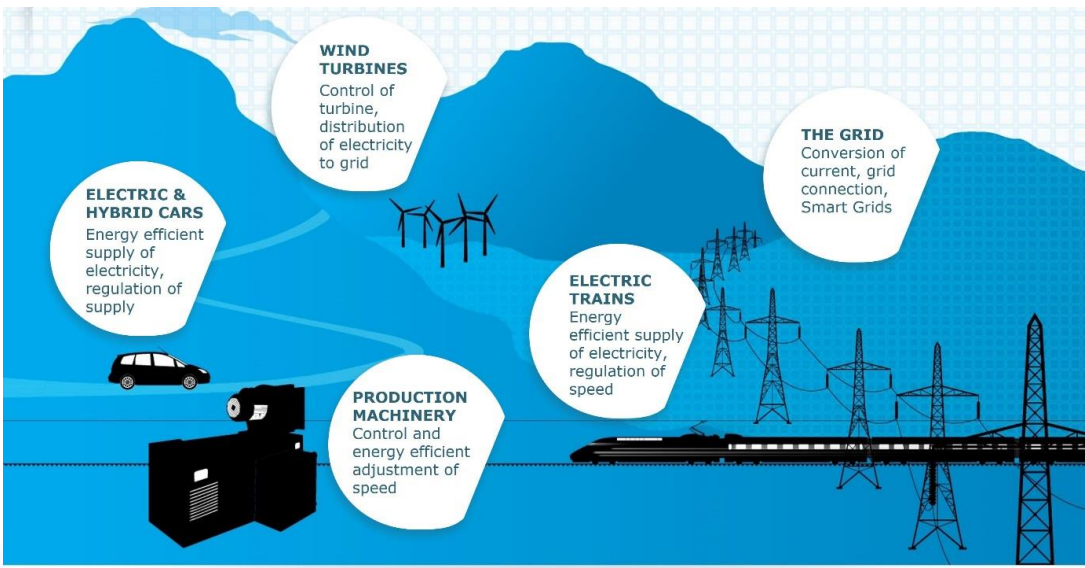 WIND
TURBINES
Control of
turbine,
distribution
of electricity
to grid
THE GRID
Conversion of
current, grid
connection,
Smart Grids
ELECTRIC &
HYBRID CARS
Energy efficient
supply of
electricity,
regulation of
supply
ELECTRIC
TRAINS
Energy
efficient supply
of electricity,
regulation of
speed
PRODUCTION
MACHINERY
Control and
energy efficient
adjustment of
speed